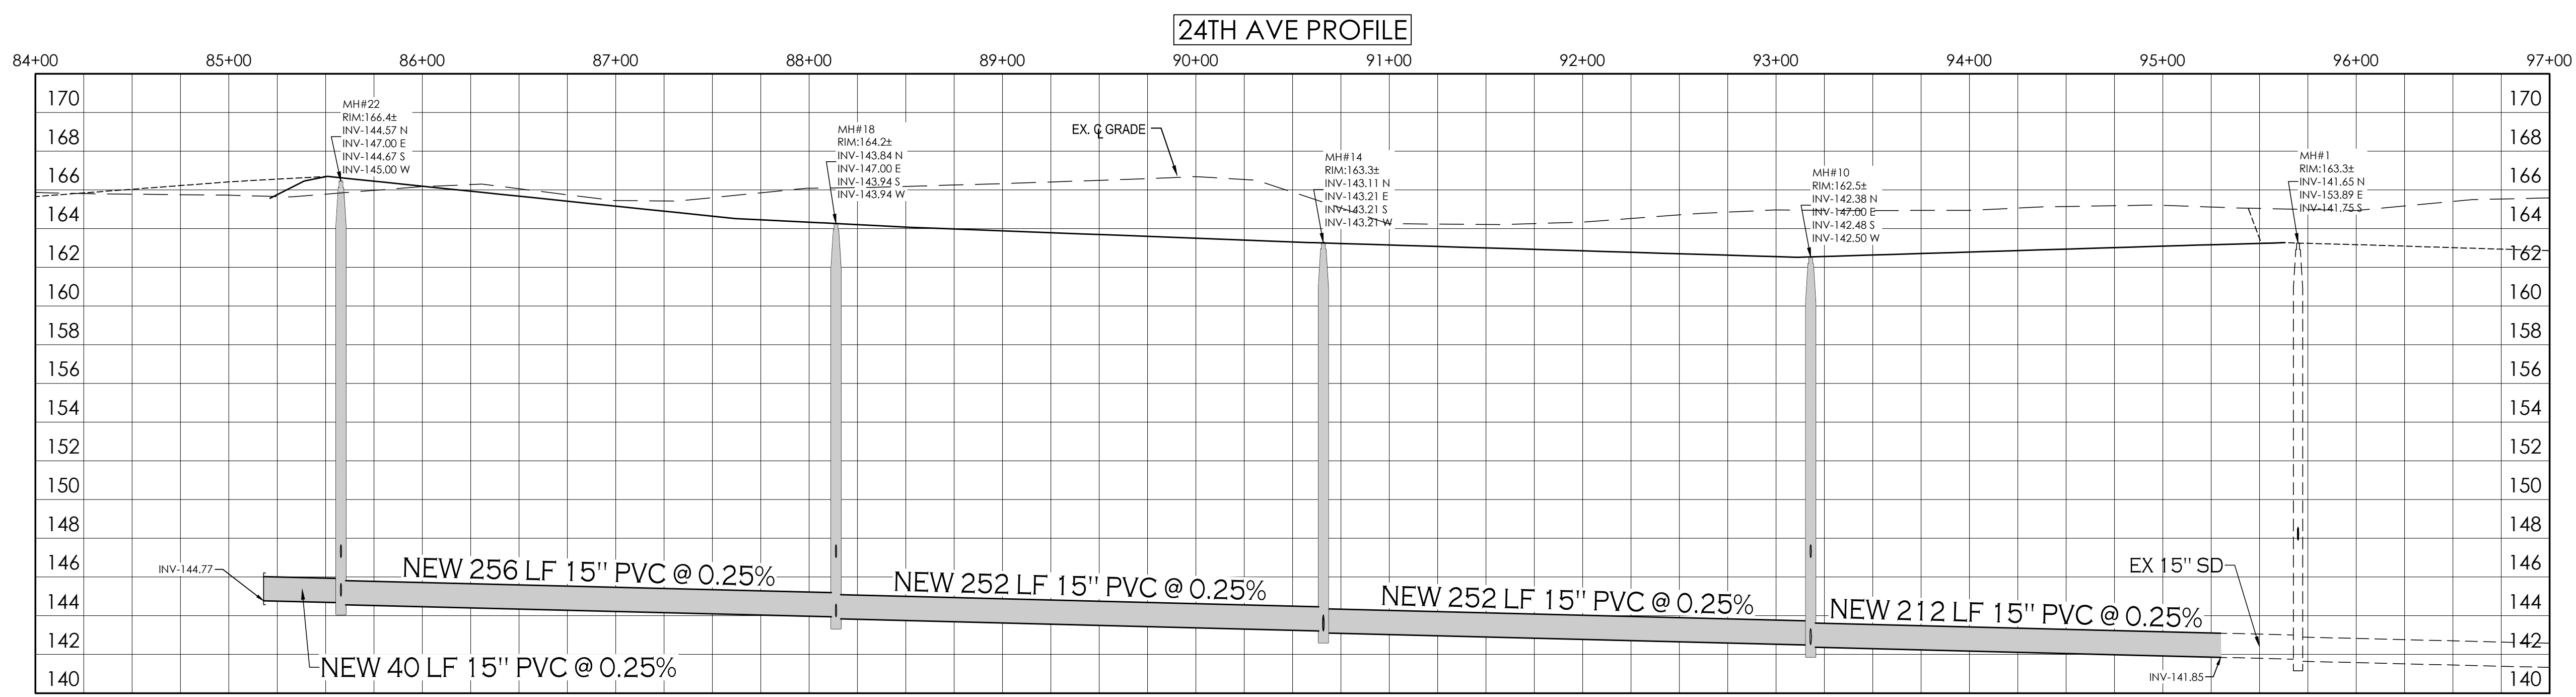 24TH AVE PROFILE
84+00 85+00 86+00 87+00 88+00 89+00 90+00 91+00 92+00 93+00 94+00 95+00 96+00 97+00
170 170
168 168
166 166
164 164
162 162
160 160
158 158
156 156
154 154
152 152
150 150
148 148
146 146
144 144
142 142
140 140
MH#22
RIM:166.4±
INV-144.57 N
INV-147.00 E
INV-144.67 S
INV-145.00 W
MH#18
RIM:164.2±
INV-143.84 N
INV-147.00 E
INV-143.94 S
INV-143.94 W
EX. ℄ GRADE
MH#14
RIM:163.3±
INV-143.11 N
INV-143.21 E
INV-143.21 S
INV-143.21 W
MH#10
RIM:162.5±
INV-142.38 N
INV-147.00 E
INV-142.48 S
INV-142.50 W
MH#1
RIM:163.3±
INV-141.65 N
INV-153.89 E
INV-141.75 S
INV-144.77
NEW 256 LF 15" PVC @ 0.25%
NEW 252 LF 15" PVC @ 0.25%
NEW 252 LF 15" PVC @ 0.25%
NEW 212 LF 15" PVC @ 0.25%
EX 15" SD
NEW 40 LF 15" PVC @ 0.25%
INV-141.85